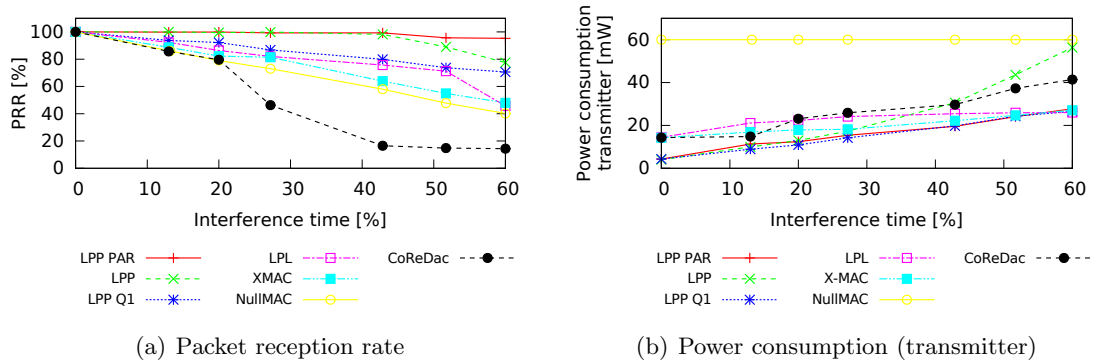 PRR [%]
100
80
60
40
20
0
0 10 20 30 40 50 60
Interference time [%]
LPP PAR
LPP
LPP Q1
LPL
XMAC
NullMAC
CoReDac
(a) Packet reception rate
Power consumption
transmitter [mW]
60
40
20
0
0 10 20 30 40 50 60
Interference time [%]
LPP PAR
LPP
LPP Q1
LPL
X-MAC
NullMAC
CoReDac
(b) Power consumption (transmitter)